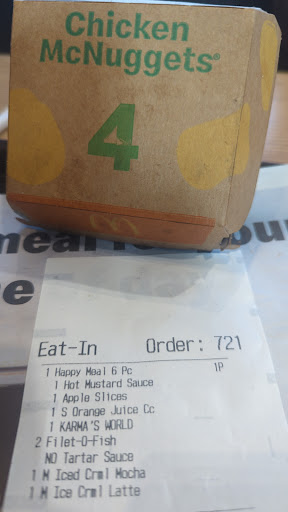 Chicken
McNuggets®
4
Eat-In Order: 721
1 Happy Meal 6 Pc 1P
1 Hot Mustard Sauce
1 Apple Slices
1 S Orange Juice Cc
1 KARMA'S WORLD
2 Filet-O-Fish
NO Tartar Sauce
1 M Iced Crml Mocha
1 M Ice Crml Latte